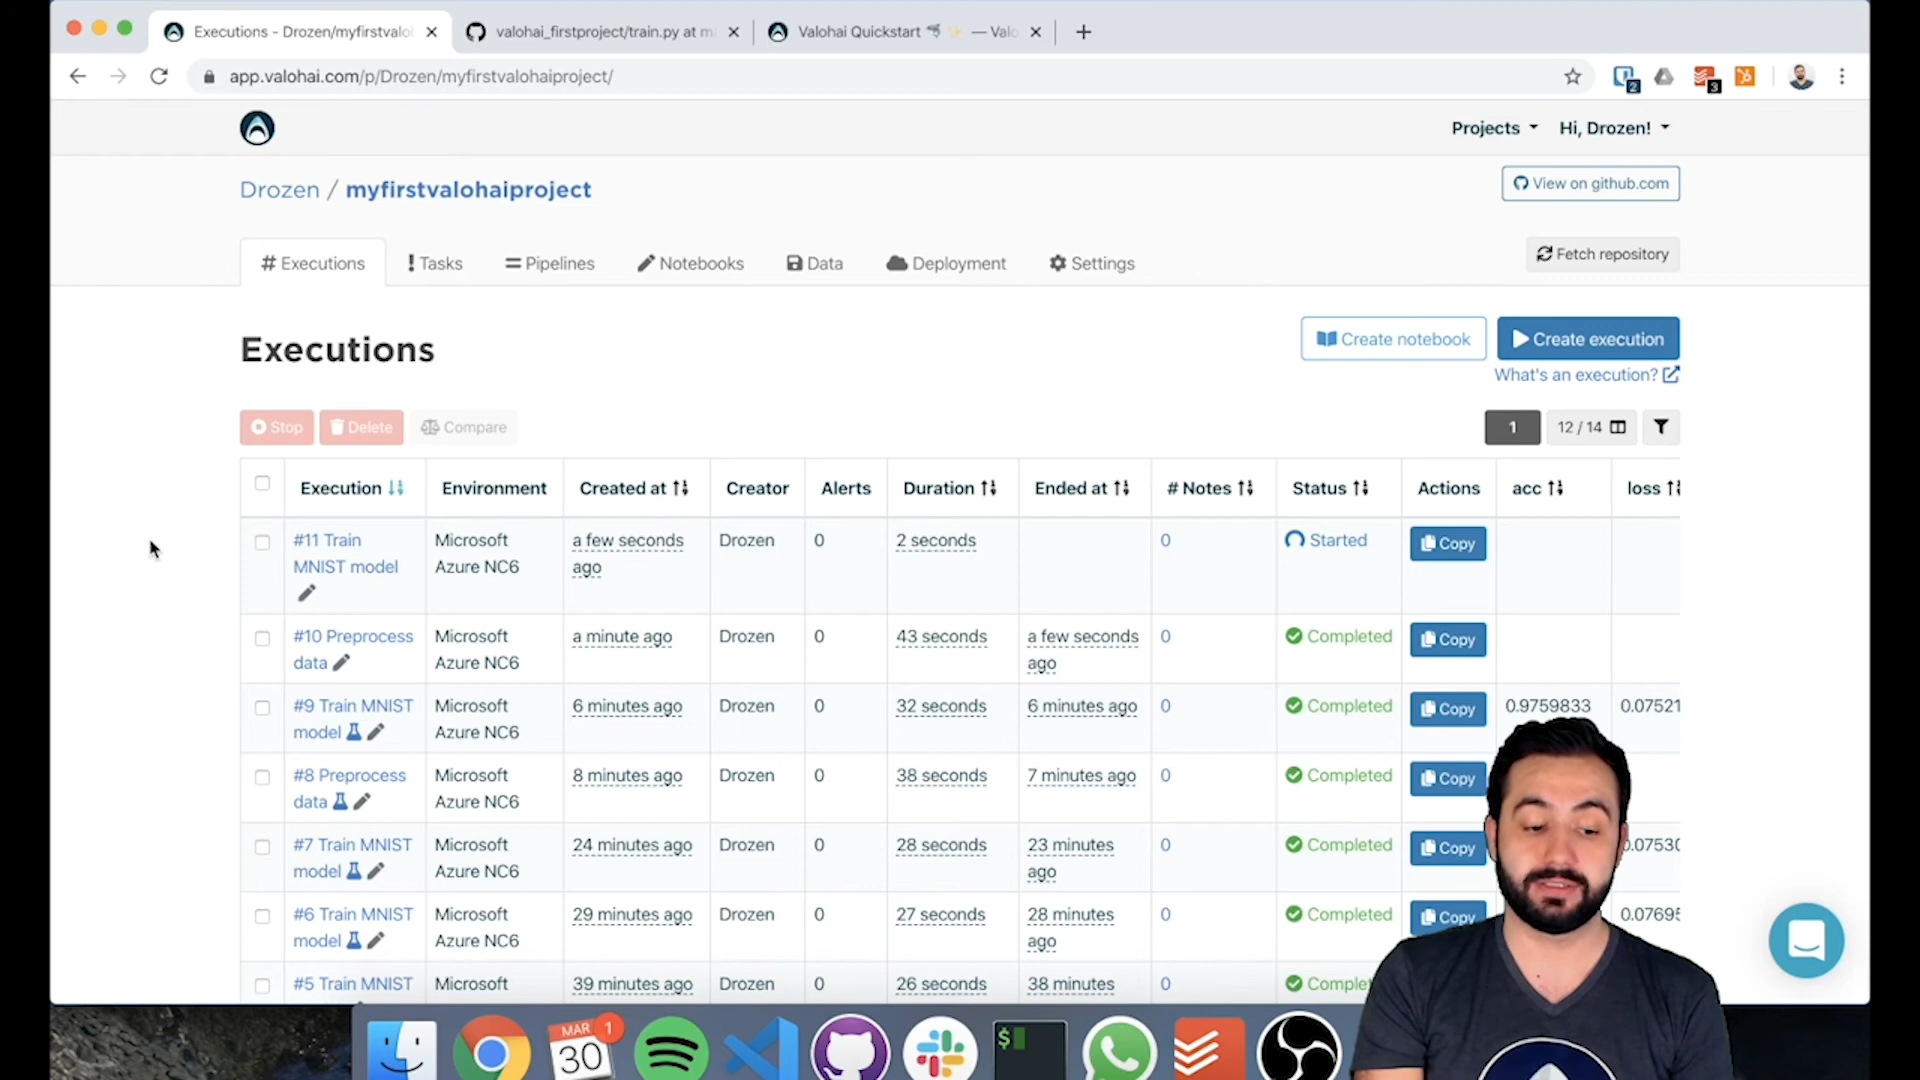 Executions - Drozen/myfirstvalo
valohai_firstproject/train.py at m
Valohai Quickstart — Valo
app.valohai.com/p/Drozen/myfirstvalohaiproject/
2
3
Projects
Hi, Drozen!
Drozen / myfirstvalohaiproject
View on github.com
# Executions
Tasks
Pipelines
Notebooks
Data
Deployment
Settings
Fetch repository
Executions
Create notebook
Create execution
What's an execution?
Stop
Delete
Compare
1
12 / 14
Execution
Environment
Created at
Creator
Alerts
Duration
Ended at
# Notes
Status
Actions
acc
loss
#11 Train MNIST model
Microsoft Azure NC6
a few seconds ago
Drozen
0
2 seconds
0
Started
Copy
#10 Preprocess data
Microsoft Azure NC6
a minute ago
Drozen
0
43 seconds
a few seconds ago
0
Completed
Copy
#9 Train MNIST model
Microsoft Azure NC6
6 minutes ago
Drozen
0
32 seconds
6 minutes ago
0
Completed
Copy
0.9759833
0.07521
#8 Preprocess data
Microsoft Azure NC6
8 minutes ago
Drozen
0
38 seconds
7 minutes ago
0
Completed
Copy
#7 Train MNIST model
Microsoft Azure NC6
24 minutes ago
Drozen
0
28 seconds
23 minutes ago
0
Completed
Copy
0.07530
#6 Train MNIST model
Microsoft Azure NC6
29 minutes ago
Drozen
0
27 seconds
28 minutes ago
0
Completed
Copy
0.07695
#5 Train MNIST
Microsoft
39 minutes ago
Drozen
0
26 seconds
38 minutes
0
Complet
MAR
30
1
$